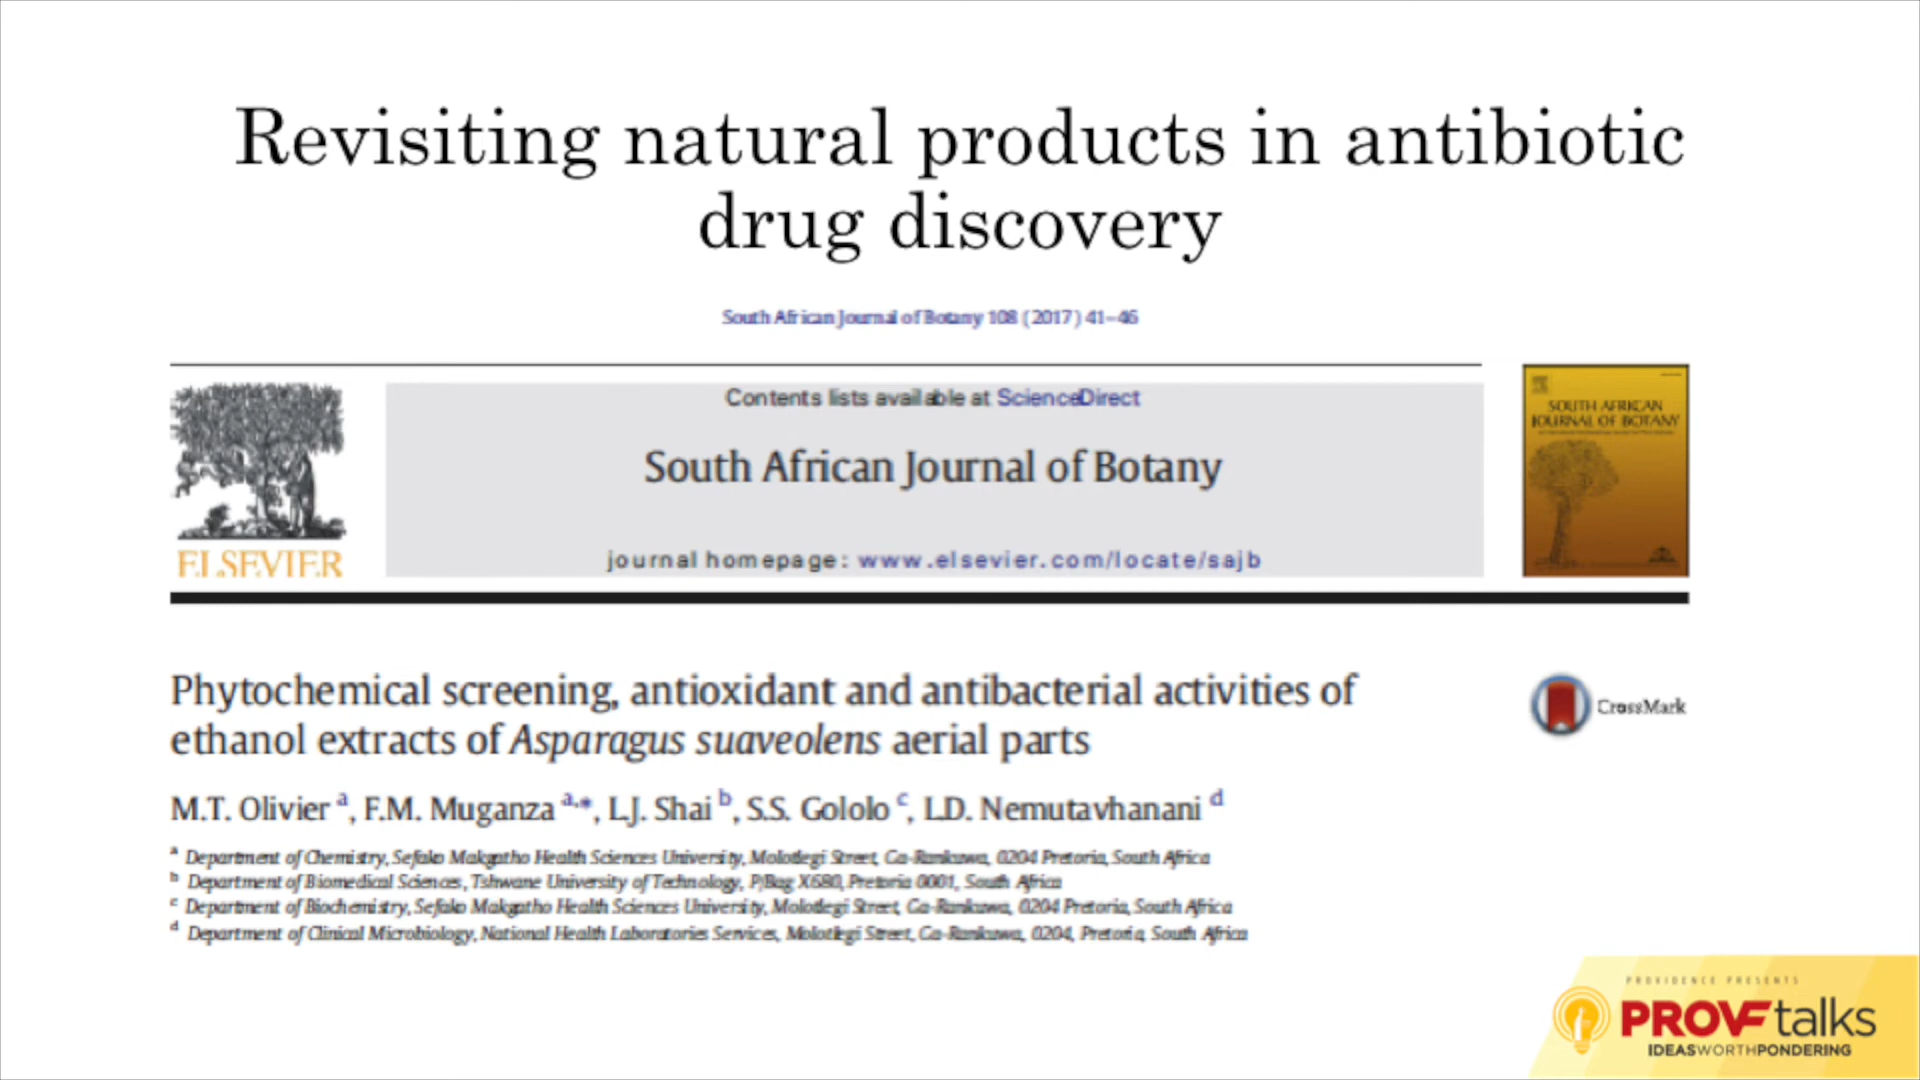 Revisiting natural products in antibiotic
drug discovery
South African Journal of Botany 108 (2017) 41–46
Contents lists available at ScienceDirect
South African Journal of Botany
journal homepage: www.elsevier.com/locate/sajb
ELSEVIER
SOUTH AFRICAN
JOURNAL OF BOTANY
Phytochemical screening, antioxidant and antibacterial activities of
ethanol extracts of Asparagus suaveolens aerial parts
CrossMark
M.T. Olivier a, F.M. Muganza a,*, L.J. Shai b, S.S. Gololo c, L.D. Nemutavhanani d
a Department of Chemistry, Sefako Makgatho Health Sciences University, Molotlegi Street, Ga-Rankuwa, 0204 Pretoria, South Africa
b Department of Biomedical Sciences, Tshwane University of Technology, P/Bag X680, Pretoria 0001, South Africa
c Department of Biochemistry, Sefako Makgatho Health Sciences University, Molotlegi Street, Ga-Rankuwa, 0204 Pretoria, South Africa
d Department of Clinical Microbiology, National Health Laboratories Services, Molotlegi Street, Ga-Rankuwa, 0204, Pretoria, South Africa
PROVIDENCE PRESENTS
PROVF talks
IDEASWORTHPONDERING